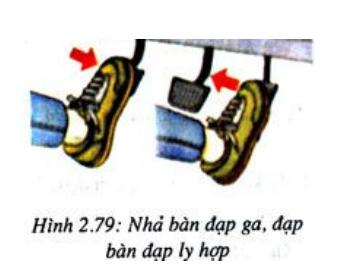 Hình 2.79: Nhả bàn đạp ga, đạp
bàn đạp ly hợp